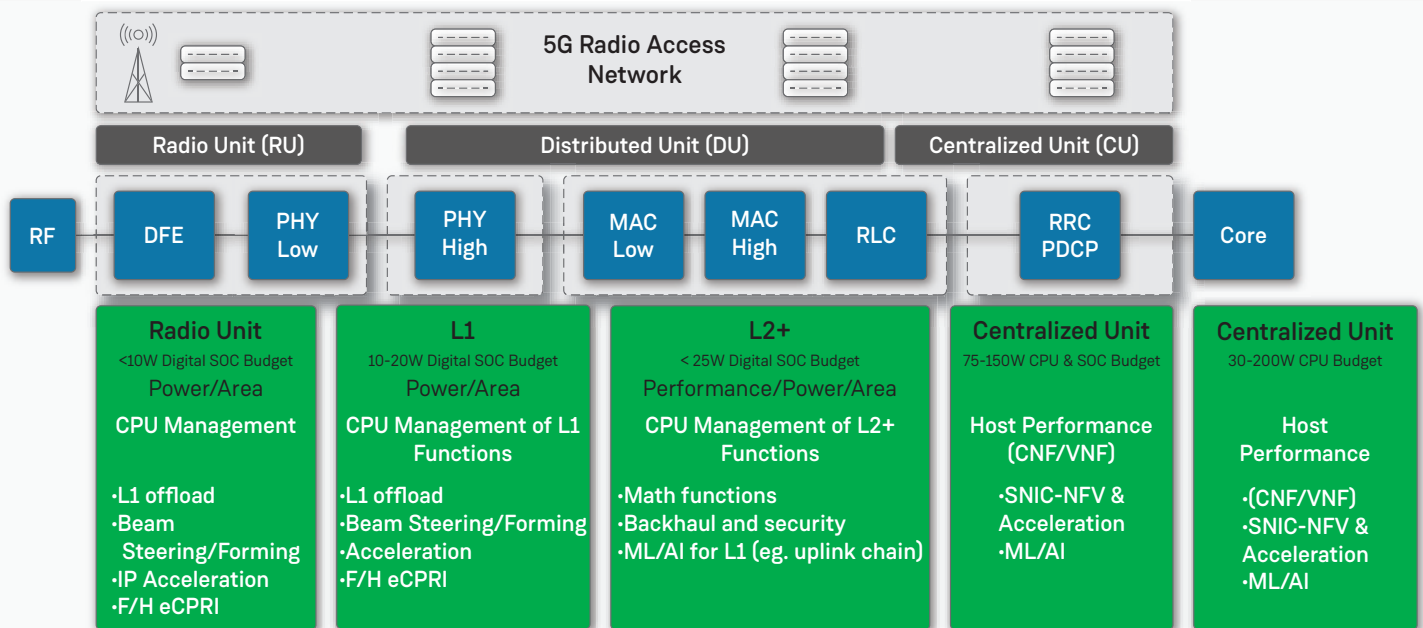 5G Radio Access
Network
Radio Unit (RU)
Distributed Unit (DU)
Centralized Unit (CU)
RF
DFE
PHY
Low
PHY
High
MAC
Low
MAC
High
RLC
RRC
PDCP
Core
Radio Unit
<10W Digital SOC Budget
Power/Area
CPU Management
·L1 offload
·Beam
Steering/Forming
·IP Acceleration
·F/H eCPRI
L1
10-20W Digital SOC Budget
Power/Area
CPU Management of L1
Functions
·L1 offload
·Beam Steering/Forming
·Acceleration
·F/H eCPRI
L2+
< 25W Digital SOC Budget
Performance/Power/Area
CPU Management of L2+
Functions
·Math functions
·Backhaul and security
·ML/AI for L1 (eg. uplink chain)
Centralized Unit
75-150W CPU & SOC Budget
Host Performance
(CNF/VNF)
·SNIC-NFV &
Acceleration
·ML/AI
Centralized Unit
30-200W CPU Budget
Host
Performance
·(CNF/VNF)
·SNIC-NFV &
Acceleration
·ML/AI